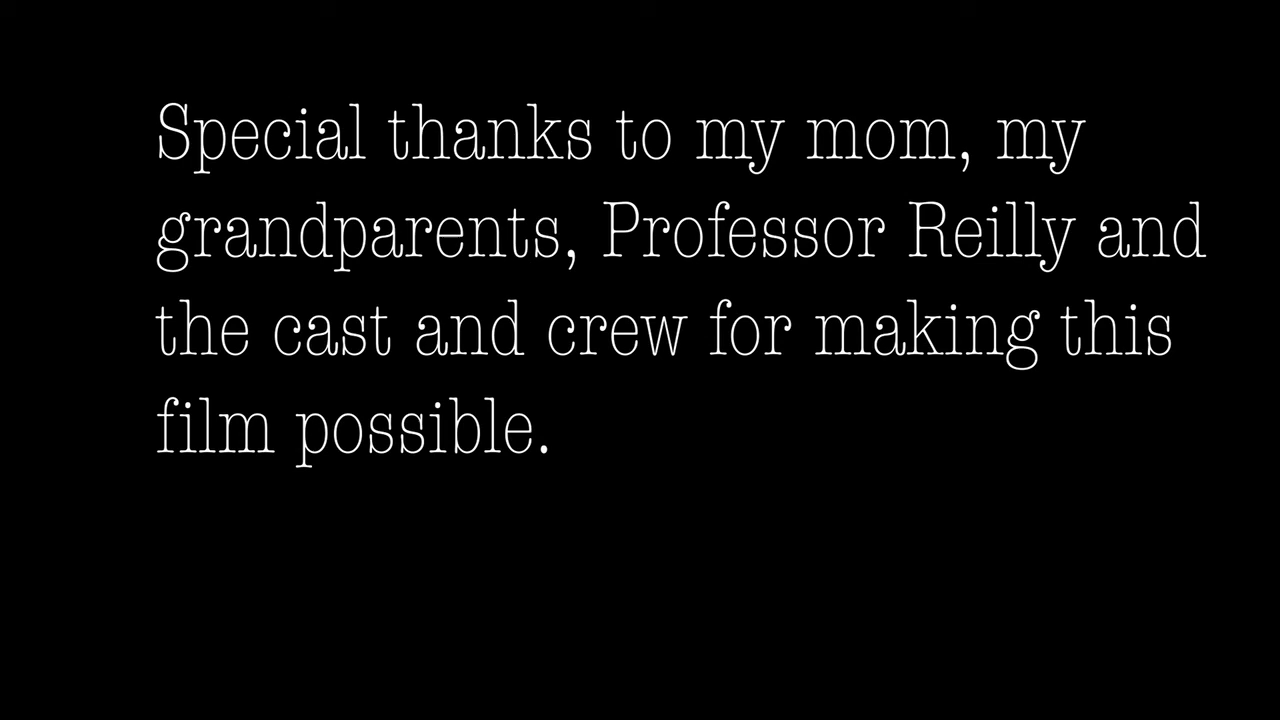 Special thanks to my mom, my
grandparents, Professor Reilly and
the cast and crew for making this
film possible.